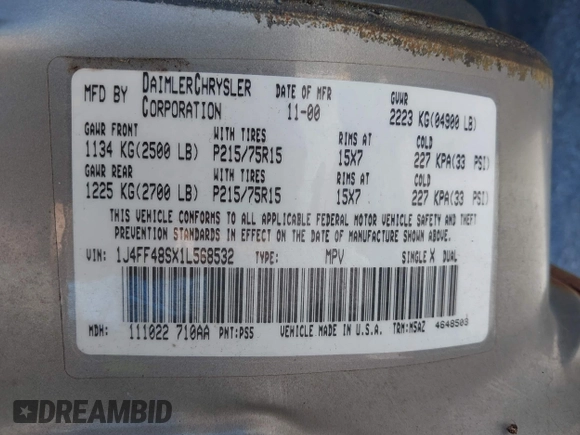 MFD BY DAIMLERCHRYSLER CORPORATION DATE OF MFR 11-00 GVWR 2223 KG(04900 LB)
GAWR FRONT WITH TIRES RIMS AT COLD
1134 KG(2500 LB) P215/75R15 15X7 227 KPA(33 PSI)
GAWR REAR WITH TIRES RIMS AT COLD
1225 KG(2700 LB) P215/75R15 15X7 227 KPA(33 PSI)
THIS VEHICLE CONFORMS TO ALL APPLICABLE FEDERAL MOTOR VEHICLE SAFETY AND THEFT
PREVENTION STANDARDS IN EFFECT ON THE DATE OF MANUFACTURE SHOWN ABOVE.
VIN: 1J4FF48SX1L568532 TYPE: MPV SINGLE X DUAL
MDH: 111022 710AA PNT:PS5 VEHICLE MADE IN U.S.A. TRM:MSAZ 4648503
DREAMBID